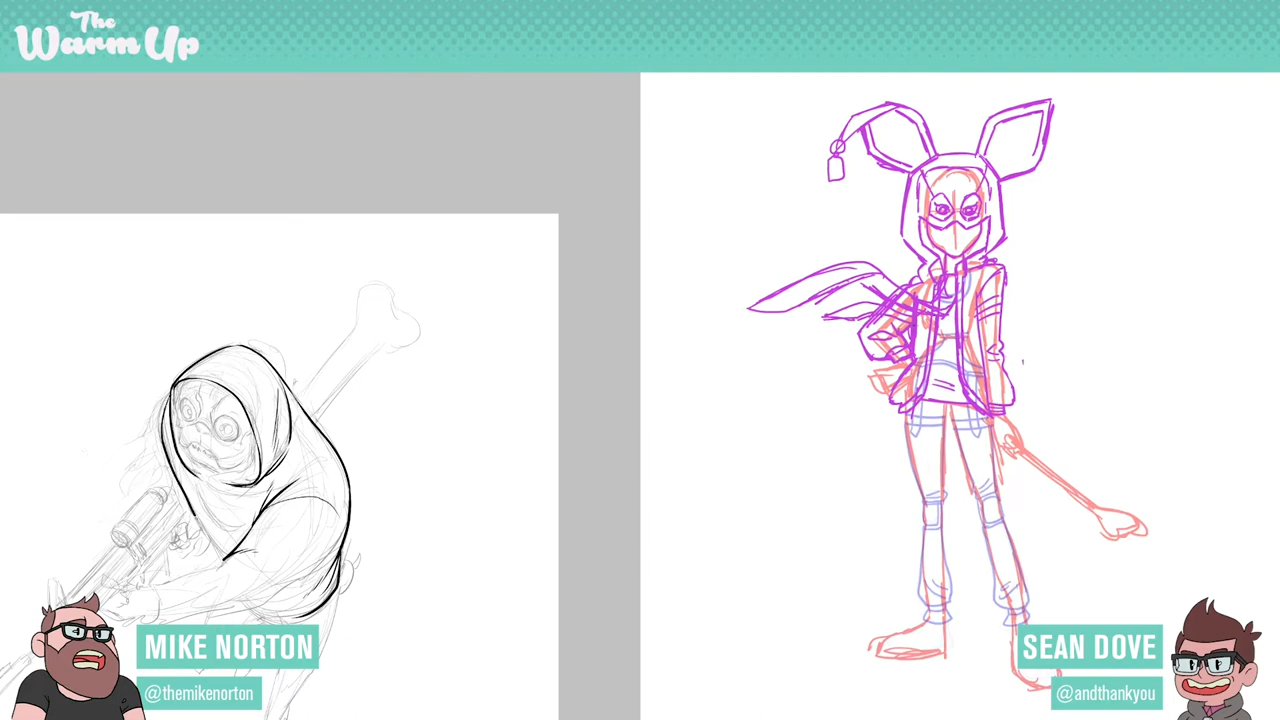 The
Warm Up
MIKE NORTON
@themikenorton
SEAN DOVE
@andthankyou